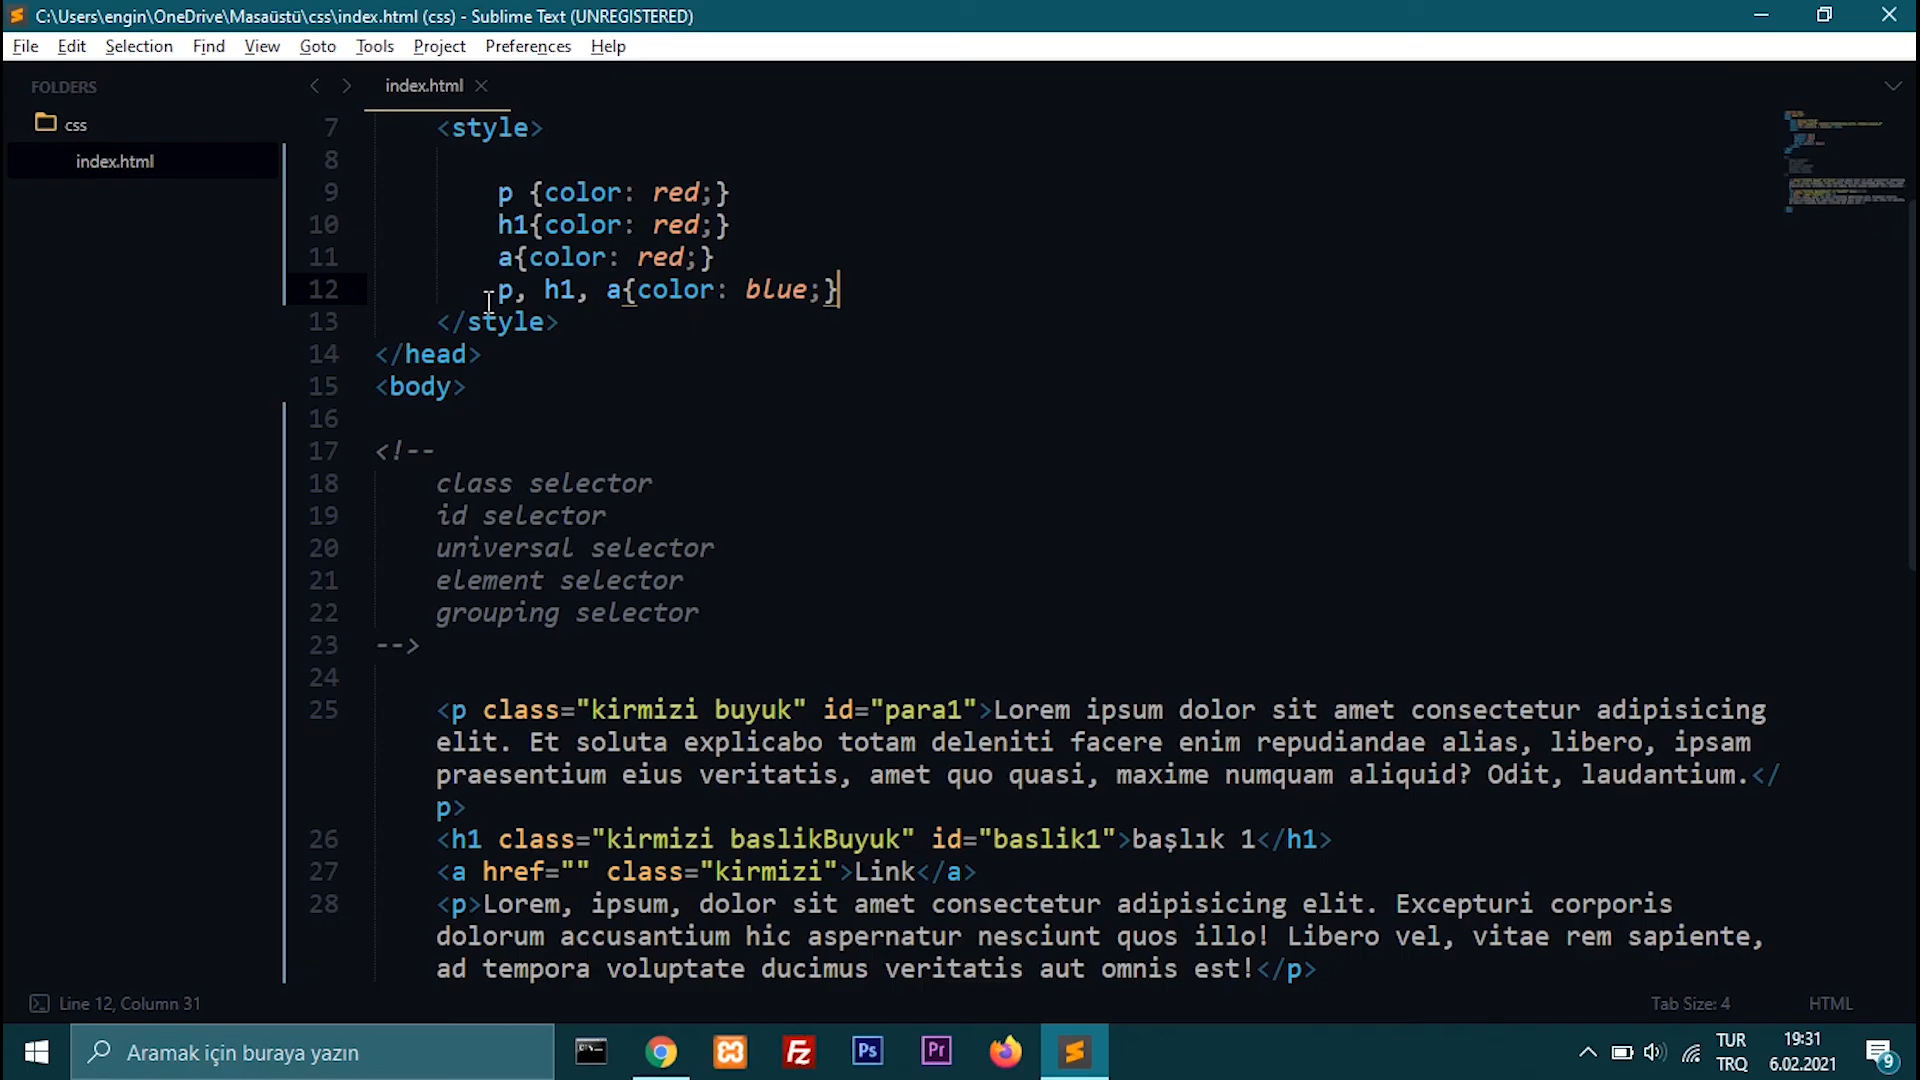 C:\Users\engin\OneDrive\Masaüstü\css\index.html (css) - Sublime Text (UNREGISTERED)
File Edit Selection Find View Goto Tools Project Preferences Help
FOLDERS
css
index.html
index.html
7 <style>
8
9 p {color: red;}
10 h1{color: red;}
11 a{color: red;}
12 p, h1, a{color: blue;}
13 </style>
14 </head>
15 <body>
16
17 <!--
18 class selector
19 id selector
20 universal selector
21 element selector
22 grouping selector
23 -->
24
25 <p class="kirmizi buyuk" id="para1">Lorem ipsum dolor sit amet consectetur adipisicing
elit. Et soluta explicabo totam deleniti facere enim repudiandae alias, libero, ipsam
praesentium eius veritatis, amet quo quasi, maxime numquam aliquid? Odit, laudantium.</
p>
26 <h1 class="kirmizi baslikBuyuk" id="baslik1">başlık 1</h1>
27 <a href="" class="kirmizi">Link</a>
28 <p>Lorem, ipsum, dolor sit amet consectetur adipisicing elit. Excepturi corporis
dolorum accusantium hic aspernatur nesciunt quos illo! Libero vel, vitae rem sapiente,
ad tempora voluptate ducimus veritatis aut omnis est!</p>
Line 12, Column 31
Tab Size: 4
HTML
Aramak için buraya yazın
Fz
Ps
Pr
TUR
TRQ
19:31
6.02.2021
9